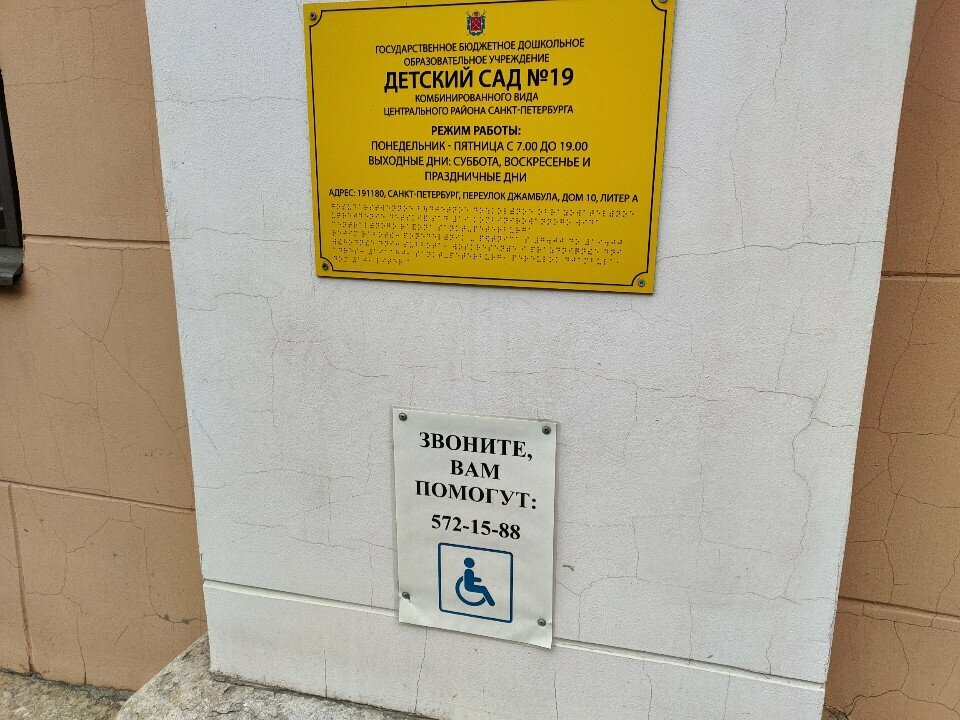 ГОСУДАРСТВЕННОЕ БЮДЖЕТНОЕ ДОШКОЛЬНОЕ
ОБРАЗОВАТЕЛЬНОЕ УЧРЕЖДЕНИЕ
ДЕТСКИЙ САД №19
КОМБИНИРОВАННОГО ВИДА
ЦЕНТРАЛЬНОГО РАЙОНА САНКТ-ПЕТЕРБУРГА
РЕЖИМ РАБОТЫ:
ПОНЕДЕЛЬНИК - ПЯТНИЦА С 7.00 ДО 19.00
ВЫХОДНЫЕ ДНИ: СУББОТА, ВОСКРЕСЕНЬЕ И
ПРАЗДНИЧНЫЕ ДНИ
АДРЕС: 191180, САНКТ-ПЕТЕРБУРГ, ПЕРЕУЛОК ДЖАМБУЛА, ДОМ 10, ЛИТЕР А
ЗВОНИТЕ,
ВАМ
ПОМОГУТ:
572-15-88